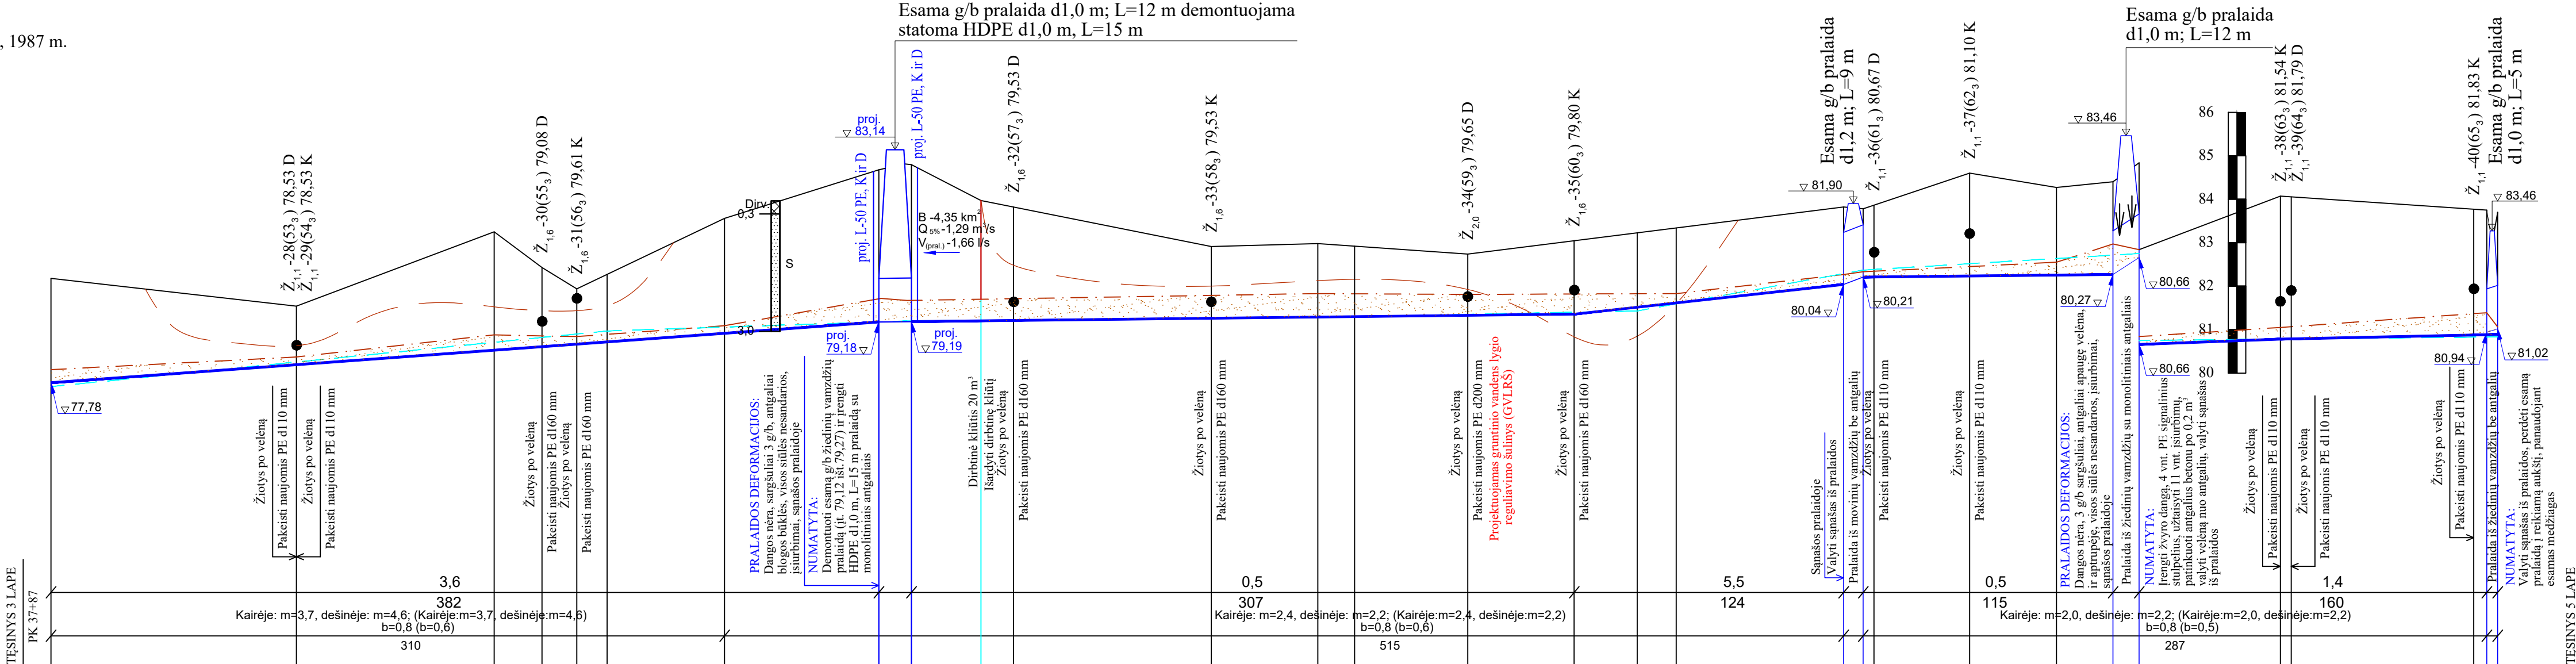 , 1987 m.
Esama g/b pralaida d1,0 m; L=12 m demontuojama
statoma HDPE d1,0 m, L=15 m
Esama g/b pralaida
d1,2 m; L=9 m
Esama g/b pralaida
d1,0 m; L=12 m
Esama g/b pralaida
d1,0 m; L=5 m
Ž1,1 -28(53₃) 78,53 D
Ž1,1 -29(54₃) 78,53 K
Ž1,6 -30(55₃) 79,08 D
Ž1,6 -31(56₃) 79,61 K
Ž1,6 -32(57₃) 79,53 D
Ž1,6 -33(58₃) 79,53 K
Ž2,0 -34(59₃) 79,65 D
Ž1,6 -35(60₃) 79,80 K
Ž1,1 -36(61₃) 80,67 D
Ž1,1 -37(62₃) 81,10 K
Ž1,1 -38(63₃) 81,54 K
Ž1,1 -39(64₃) 81,79 D
Ž1,1 -40(65₃) 81,83 K
proj.
83,14
proj. L-50 PE, K ir D
proj. L-50 PE, K ir D
81,90
83,46
83,46
86
85
84
83
82
81
80
Dirv.
0,3
S
3,0
B -4,35 km²
Q5% -1,29 m³/s
V(pral.) -1,66 l/s
77,78
proj.
79,18
proj.
79,19
80,04
80,21
80,27
80,66
80,66
80,94
81,02
Žiotys po velėną
Pakeisti naujomis PE d110 mm
Žiotys po velėną
Pakeisti naujomis PE d110 mm
Žiotys po velėną
Pakeisti naujomis PE d160 mm
Žiotys po velėną
Pakeisti naujomis PE d160 mm
PRALAIDOS DEFORMACIJOS:
Dangos nėra, sargšuliai 3 g/b, antgaliai
blogos būklės, visos siūlės nesandarios,
įsiurbimai, sąnašos pralaidoje
NUMATYTA:
Demontuoti esamą g/b žiedinių vamzdžių
pralaidą (įt. 79,12 išt 79,27) ir įrengti
HDPE d1,0 m, L=15 m pralaidą su
monolitiniais antgaliais
Dirbtinė kliūtis 20 m³
Išardyti dirbtinę kliūtį
Žiotys po velėną
Pakeisti naujomis PE d160 mm
Žiotys po velėną
Pakeisti naujomis PE d160 mm
Žiotys po velėną
Pakeisti naujomis PE d200 mm
Projektuojamas gruntinio vandens lygio
reguliavimo šulinys (GVLRŠ)
Žiotys po velėną
Pakeisti naujomis PE d160 mm
Sąnašos pralaidoje
Valyti sąnašas iš pralaidos
Pralaida iš movinių vamzdžių be antgalių
Žiotys po velėną
Pakeisti naujomis PE d110 mm
Žiotys po velėną
Pakeisti naujomis PE d110 mm
PRALAIDOS DEFORMACIJOS:
Dangos nėra, 3 g/b sargšuliai, antgaliai apaugę velėna,
ir aptrupėję, visos siūlės nesandarios, įsiurbimai,
sąnašos pralaidoje
Pralaida iš žiedinių vamzdžių su monolitiniais antgaliais
NUMATYTA:
Įrengti žvyro dangą, 4 vnt. PE signalinius
stulpelius, užtaisyti 11 vnt. įsiurbimų,
patinkuoti antgalius betonu po 0,2 m³
valyti velėną nuo antgalių, valyti sąnašas
iš pralaidos
Žiotys po velėną
Pakeisti naujomis PE d110 mm
Žiotys po velėną
Pakeisti naujomis PE d110 mm
Žiotys po velėną
Pakeisti naujomis PE d110 mm
Pralaida iš žiedinių vamzdžių be antgalių
NUMATYTA:
Valyti sąnašas iš pralaidos, perdėti esamą
pralaidą į reikiamą aukštį, panaudojant
esamas medžiagas
TĘSINYS 3 LAPE
PK 37+87
3,6
382
0,5
307
5,5
124
0,5
115
1,4
160
Kairėje: m=3,7, dešinėje: m=4,6; (Kairėje:m=3,7, dešinėje:m=4,6)
b=0,8 (b=0,6)
310
Kairėje: m=2,4, dešinėje: m=2,2; (Kairėje:m=2,4, dešinėje:m=2,2)
b=0,8 (b=0,6)
515
Kairėje: m=2,0, dešinėje: m=2,2; (Kairėje:m=2,0, dešinėje:m=2,2)
b=0,8 (b=0,5)
287
TĘSINYS 5 LAPE